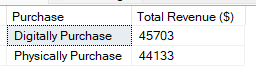 Purchase Total Revenue ($)
Digitally Purchase 45703
Physically Purchase 44133